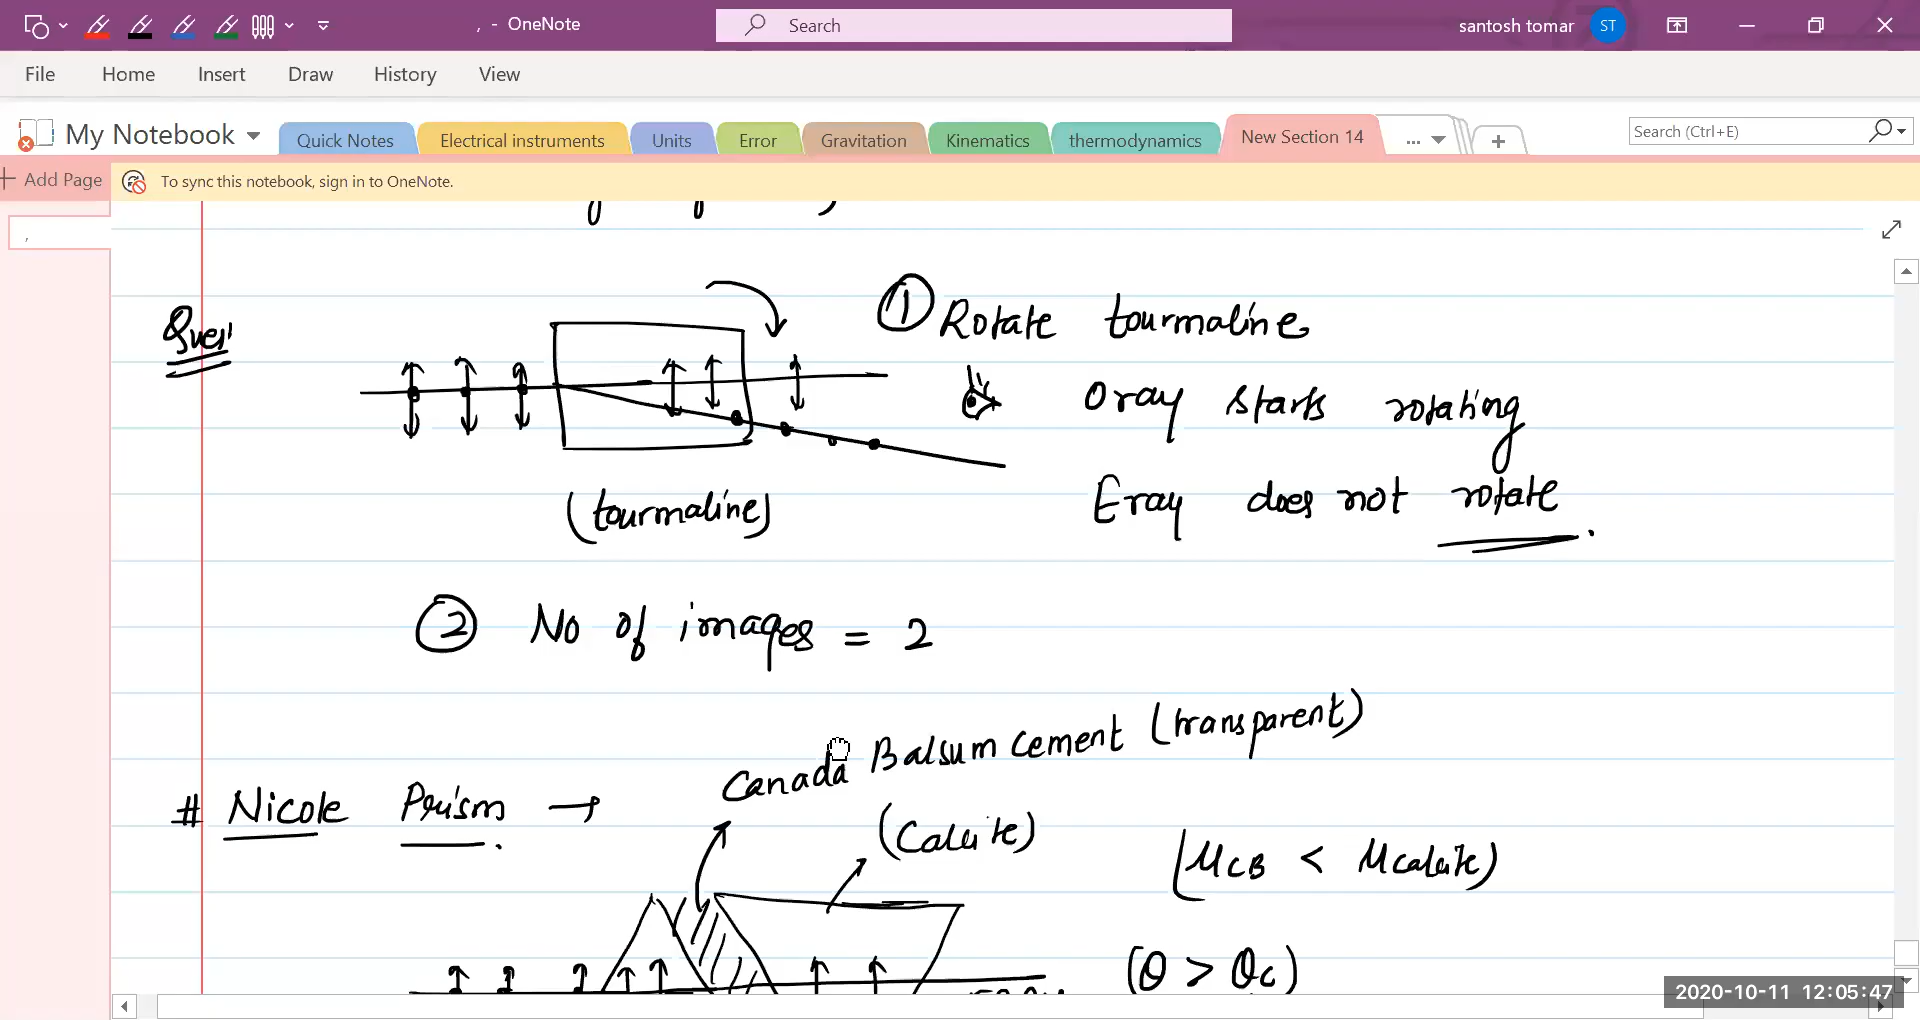 , - OneNote
Search
santosh tomar ST
File Home Insert Draw History View
My Notebook
Quick Notes
Electrical instruments
Units
Error
Gravitation
Kinematics
thermodynamics
New Section 14
...
Search (Ctrl+E)
Add Page
To sync this notebook, sign in to OneNote.
,
Ques:
① Rotate tourmaline
Oray starts rotating
(tourmaline)
Eray does not rotate.
② No of images = 2
Canada Balsum cement (transparent)
# Nicole Prism →
(Calcite)
(μCB < μcalcite)
(θ > θc)
2020-10-11 12:05:47